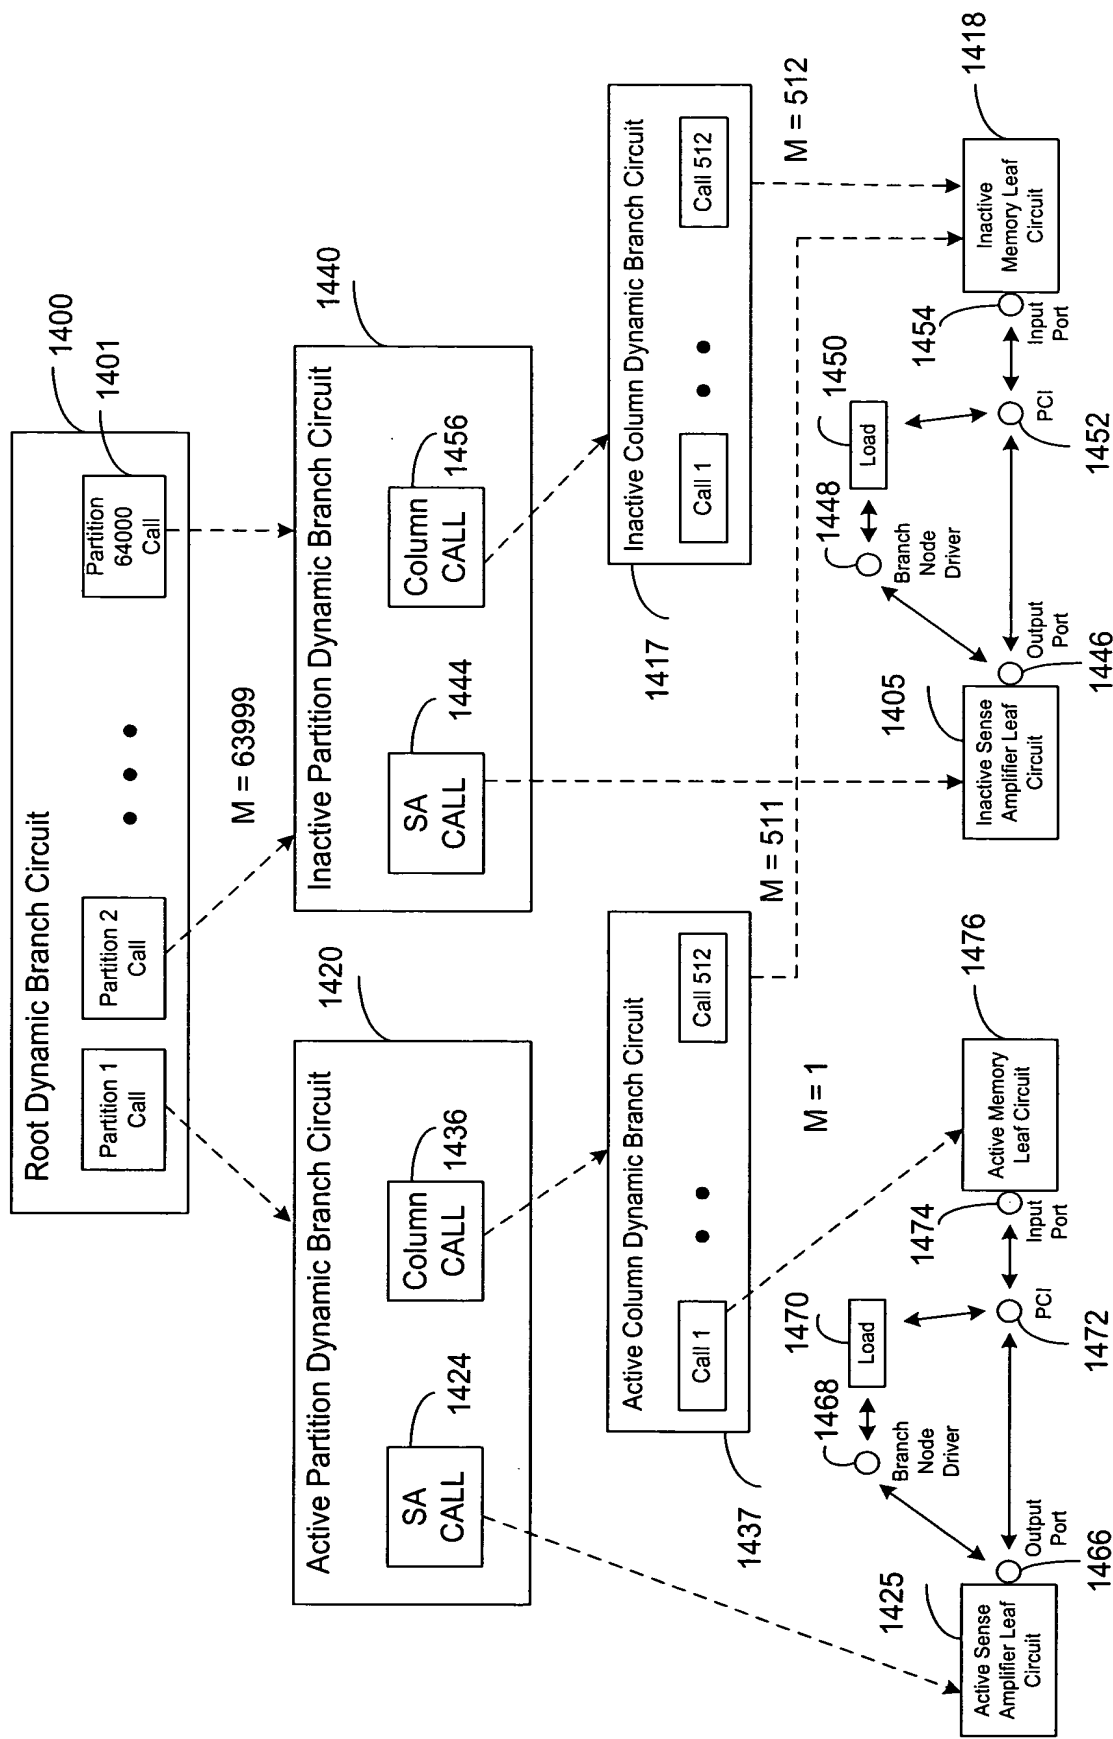 Root Dynamic Branch Circuit
1400
1401
Partition 1
Call
Partition 2
Call
Partition
64000
Call
M = 63999
1420
Active Partition Dynamic Branch Circuit
SA
CALL
1424
Column
CALL
1436
1440
Inactive Partition Dynamic Branch Circuit
SA
CALL
1444
Column
CALL
1456
Active Column Dynamic Branch Circuit
Call 1
Call 512
1437
Inactive Column Dynamic Branch Circuit
Call 1
Call 512
1417
M = 1
M = 511
M = 512
1425
Active Sense
Amplifier Leaf
Circuit
Output
Port
1466
1468
Branch
Node
Driver
1470
Load
PCI
1472
1474
Input
Port
Active Memory
Leaf Circuit
1476
1405
Inactive Sense
Amplifier Leaf
Circuit
Output
Port
1446
1448
Branch
Node
Driver
1450
Load
PCI
1452
1454
Input
Port
Inactive
Memory Leaf
Circuit
1418